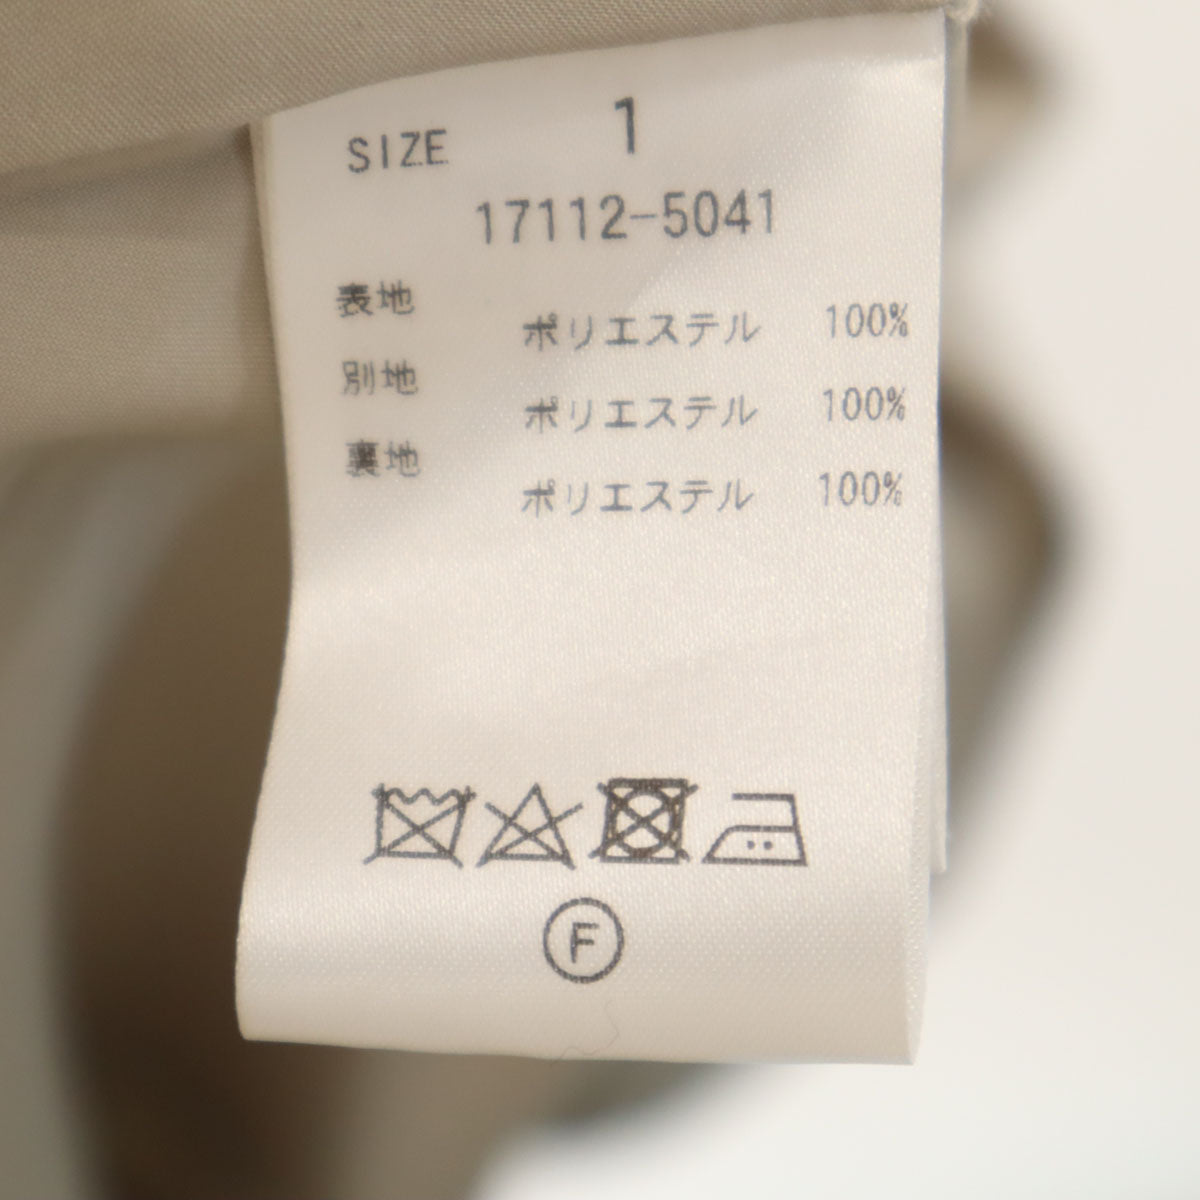 SIZE 1
17112-5041
表地 ポリエステル 100%
別地 ポリエステル 100%
裏地 ポリエステル 100%
F